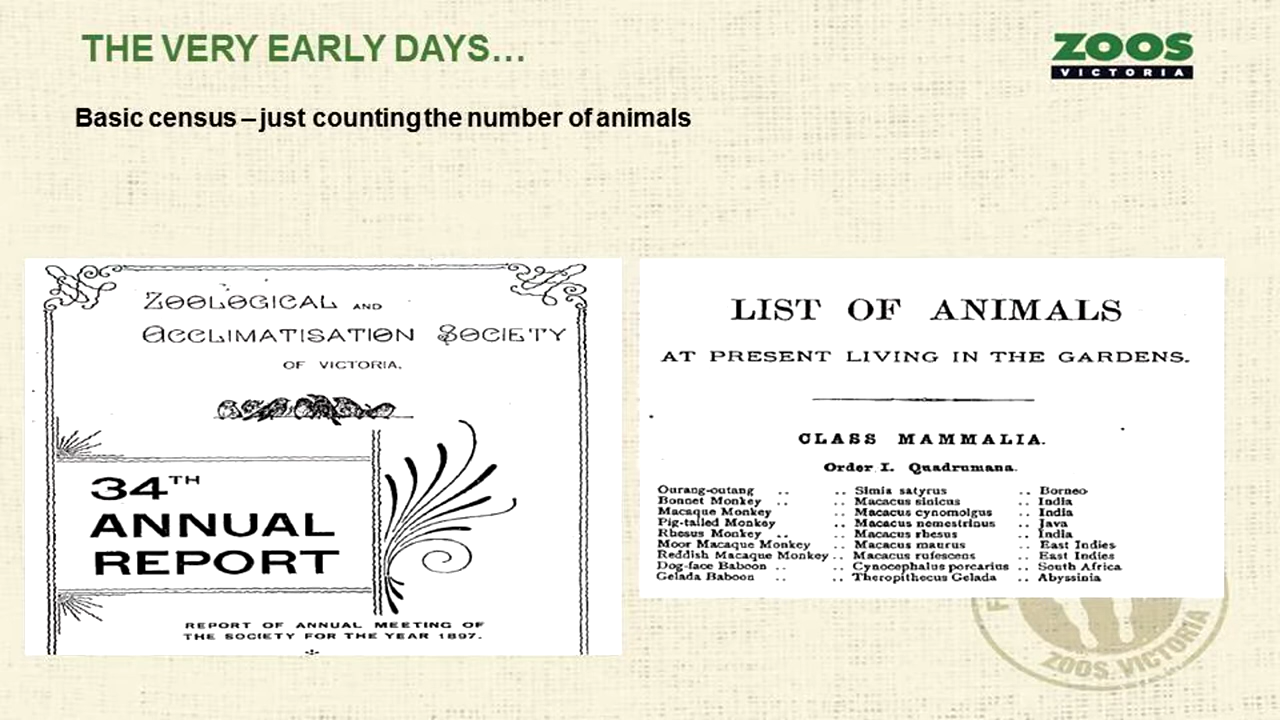 THE VERY EARLY DAYS...
ZOOS
VICTORIA
Basic census – just counting the number of animals
ZOOLOGICAL AND
ACCLIMATISATION SOCIETY
OF VICTORIA.
34TH
ANNUAL
REPORT
REPORT OF ANNUAL MEETING OF
THE SOCIETY FOR THE YEAR 1897.
LIST OF ANIMALS
AT PRESENT LIVING IN THE GARDENS.
CLASS MAMMALIA.
Order I. Quadrumana.
Ourang-outang .. .. Simia satyrus .. Borneo
Bonnet Monkey .. .. Macacus sinicus .. India
Macaque Monkey .. Macacus cynomolgus .. India
Pig-tailed Monkey .. Macacus nemestrinus .. Java
Rhesus Monkey .. .. Macacus rhesus .. India
Moor Macaque Monkey .. Macacus maurus .. East Indies
Reddish Macaque Monkey .. Macacus rufescens .. East Indies
Dog-face Baboon .. .. Cynocephalus porcarius .. South Africa
Gelada Baboon .. .. Theropithecus Gelada .. Abyssinia
ZOOS VICTORIA